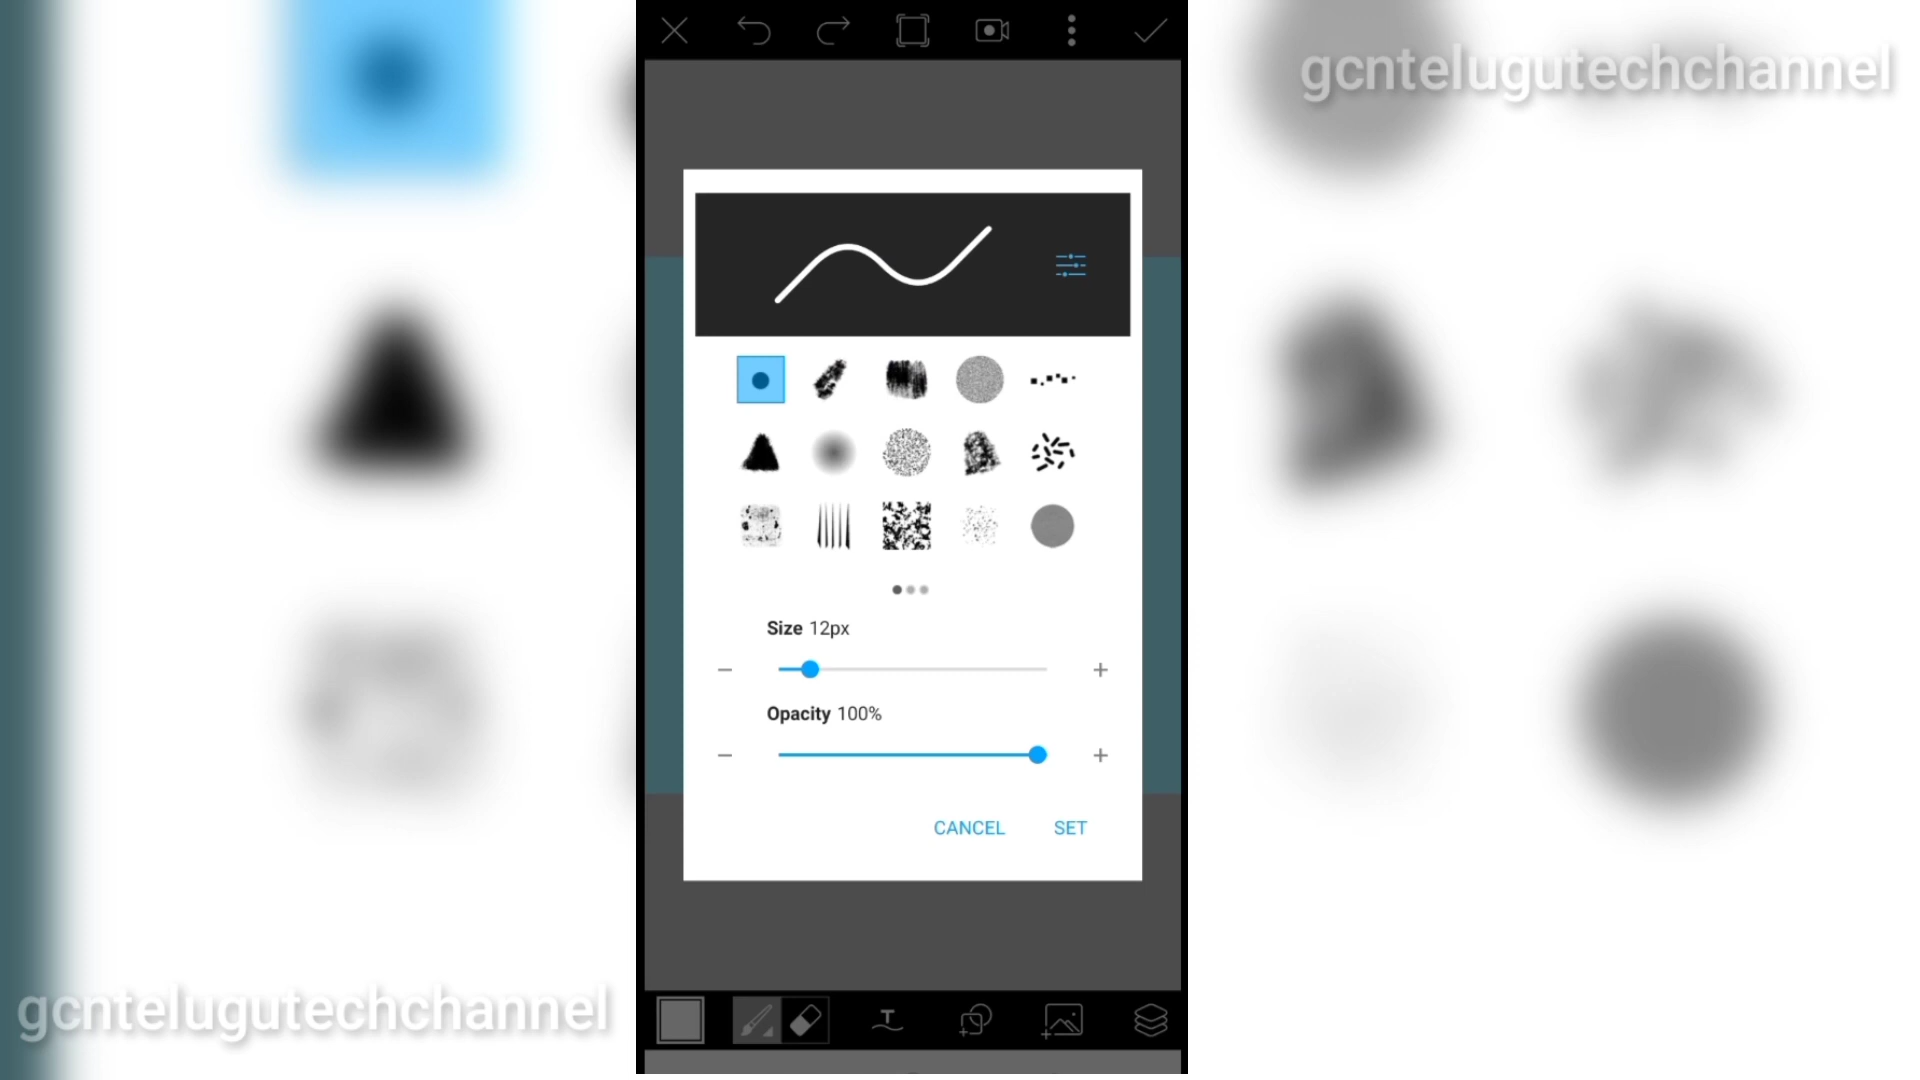 gcntelugutechchannel
Size 12px
Opacity 100%
CANCEL SET
T
gcntelugutechchannel